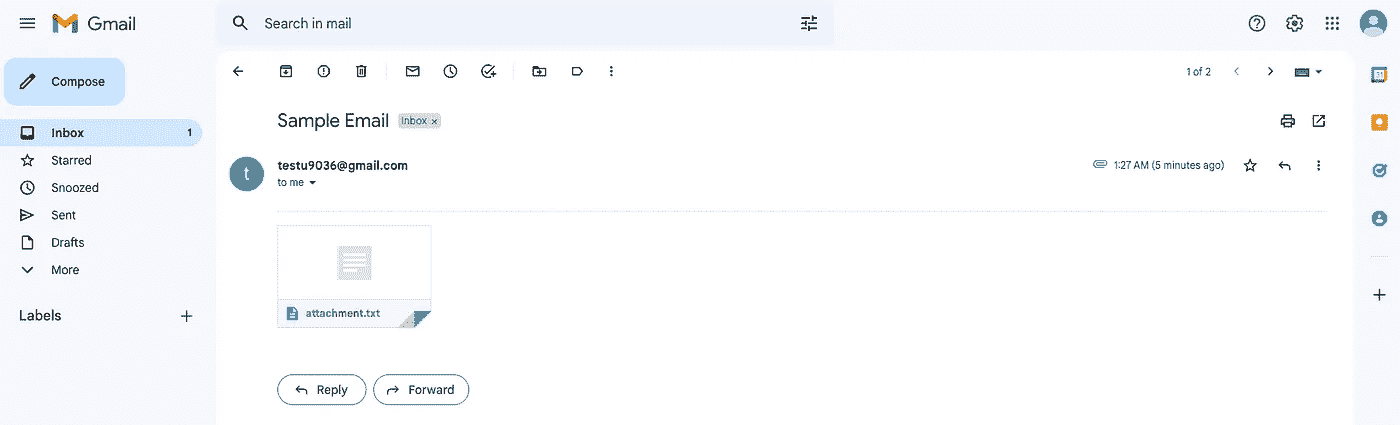 Gmail
Search in mail
Compose
1 of 2
Sample Email Inbox x
Inbox 1
Starred
testu9036@gmail.com
1:27 AM (5 minutes ago)
to me
Snoozed
Sent
Drafts
More
Labels
attachment.txt
Reply
Forward
31
t